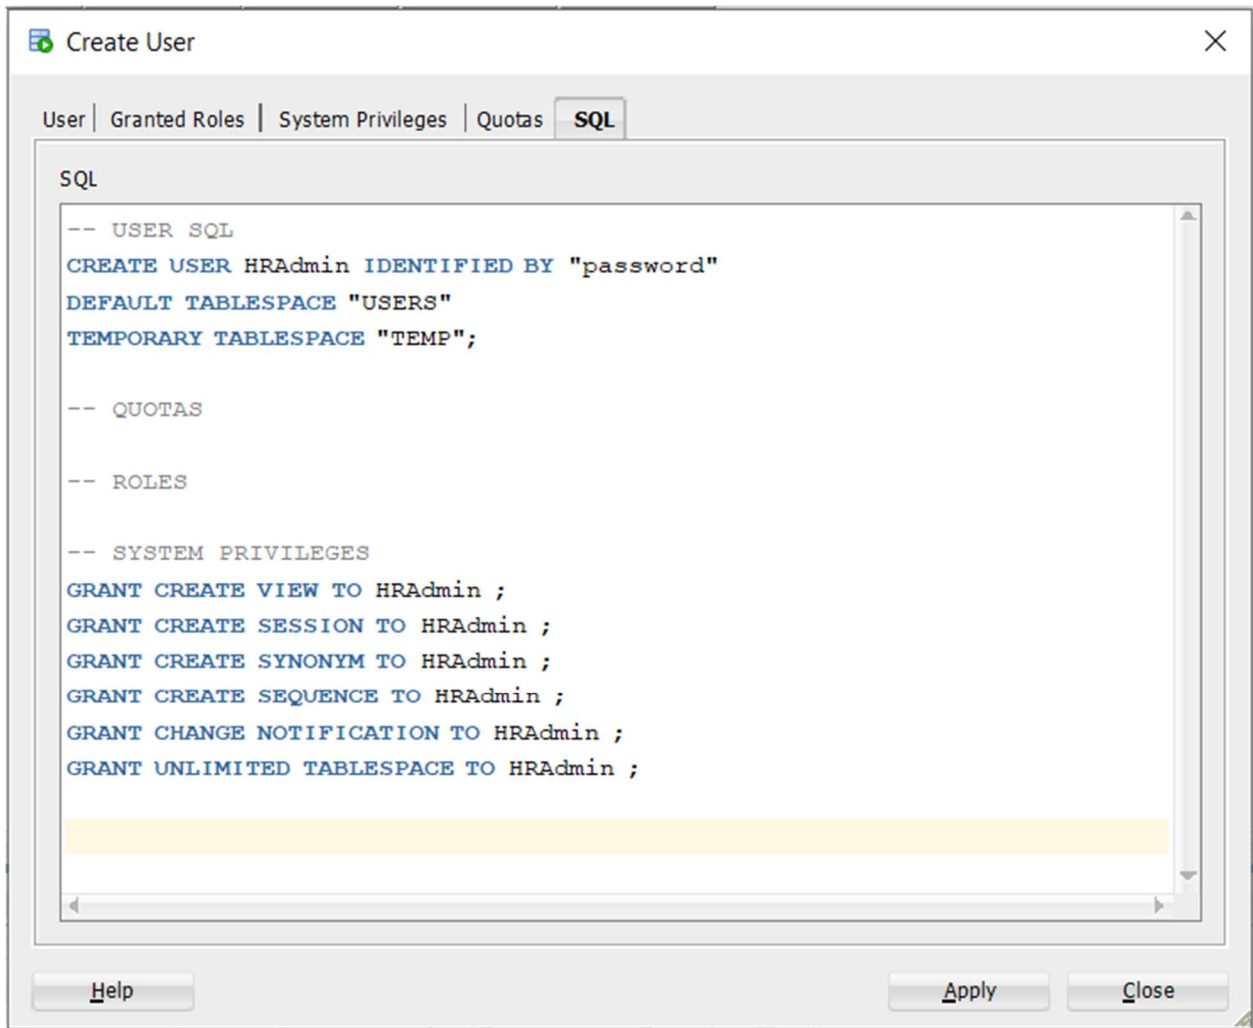 Create User
User Granted Roles System Privileges Quotas SQL
SQL
-- USER SQL
CREATE USER HRAdmin IDENTIFIED BY "password"
DEFAULT TABLESPACE "USERS"
TEMPORARY TABLESPACE "TEMP";
-- QUOTAS
-- ROLES
-- SYSTEM PRIVILEGES
GRANT CREATE VIEW TO HRAdmin ;
GRANT CREATE SESSION TO HRAdmin ;
GRANT CREATE SYNONYM TO HRAdmin ;
GRANT CREATE SEQUENCE TO HRAdmin ;
GRANT CHANGE NOTIFICATION TO HRAdmin ;
GRANT UNLIMITED TABLESPACE TO HRAdmin ;
Help Apply Close